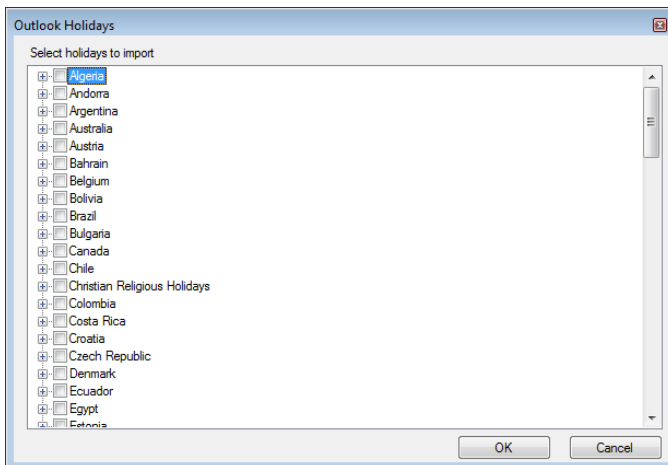 Outlook Holidays
Select holidays to import
Algeria
Andorra
Argentina
Australia
Austria
Bahrain
Belgium
Bolivia
Brazil
Bulgaria
Canada
Chile
Christian Religious Holidays
Colombia
Costa Rica
Croatia
Czech Republic
Denmark
Ecuador
Egypt
Estonia
OK Cancel